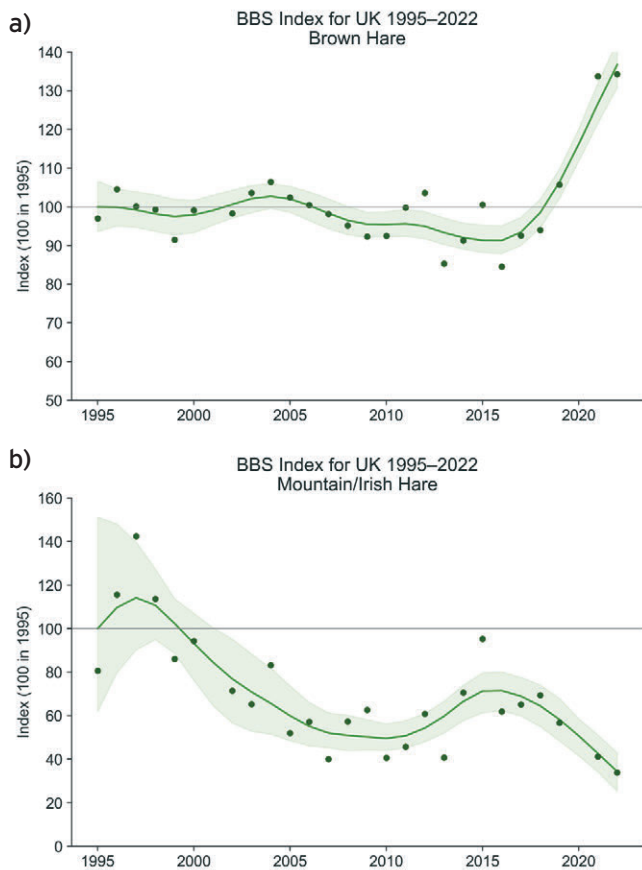 a)
BBS Index for UK 1995–2022
Brown Hare
Index (100 in 1995)
140
130
120
110
100
90
80
70
60
50
1995 2000 2005 2010 2015 2020
b)
BBS Index for UK 1995–2022
Mountain/Irish Hare
Index (100 in 1995)
160
140
120
100
80
60
40
20
0
1995 2000 2005 2010 2015 2020